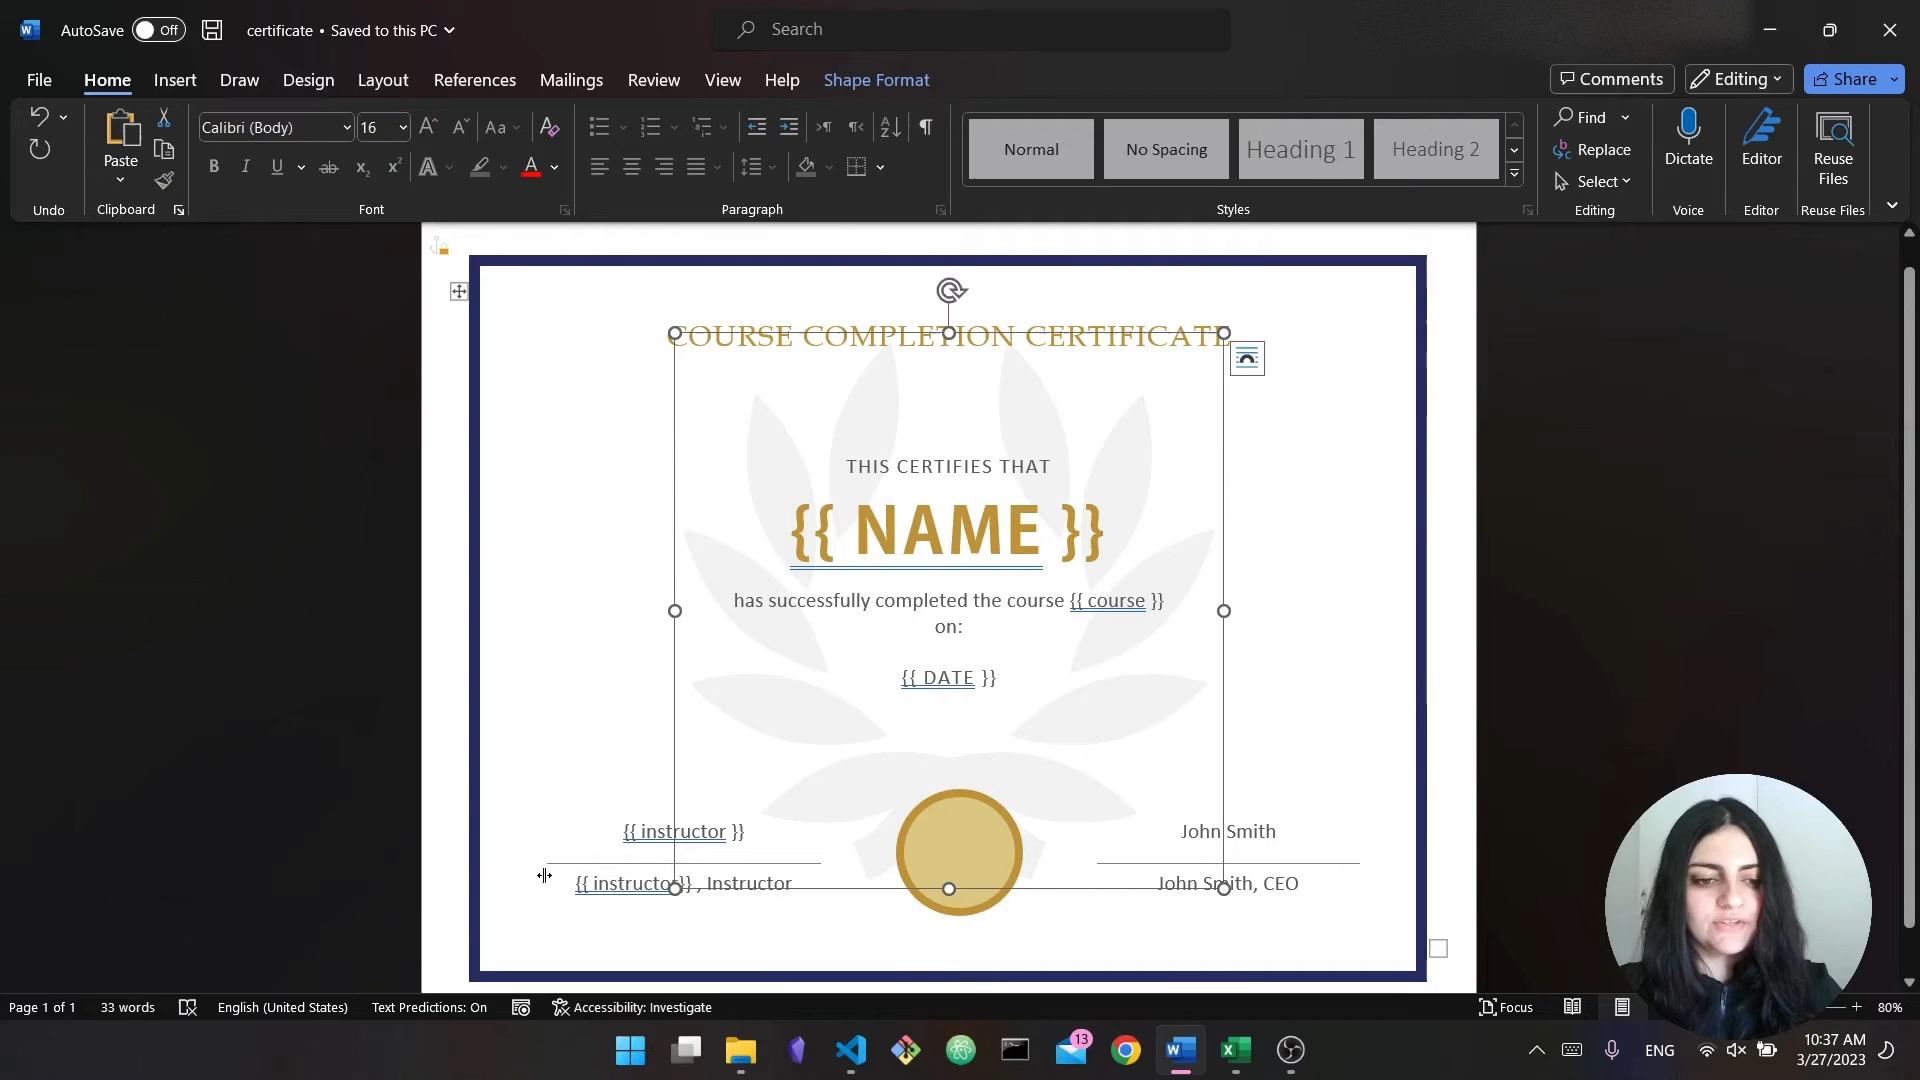 AutoSave Off certificate • Saved to this PC Search
File Home Insert Draw Design Layout References Mailings Review View Help Shape Format Comments Editing Share
Calibri (Body) 16 Aa
Paste
Normal No Spacing Heading 1 Heading 2
Find
Replace
Select
Dictate Editor Reuse Files
Undo Clipboard Font Paragraph Styles Editing Voice Editor Reuse Files
COURSE COMPLETION CERTIFICATE
THIS CERTIFIES THAT
{{ NAME }}
has successfully completed the course {{ course }}
on:
{{ DATE }}
{{ instructor }} John Smith
{{ instructor}} , Instructor John Smith, CEO
Page 1 of 1 33 words English (United States) Text Predictions: On Accessibility: Investigate Focus 80%
13
ENG 10:37 AM
3/27/2023